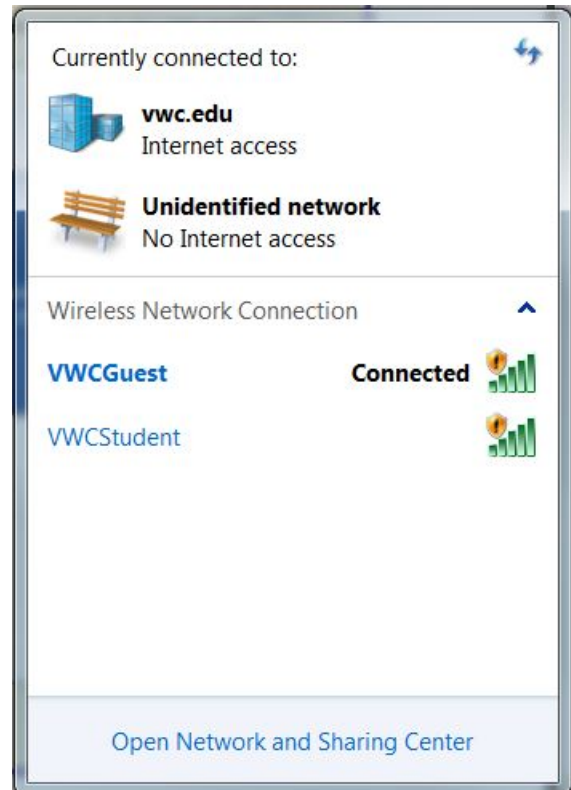 Currently connected to:
vwc.edu
Internet access
Unidentified network
No Internet access
Wireless Network Connection
VWCGuest Connected
VWCStudent
Open Network and Sharing Center